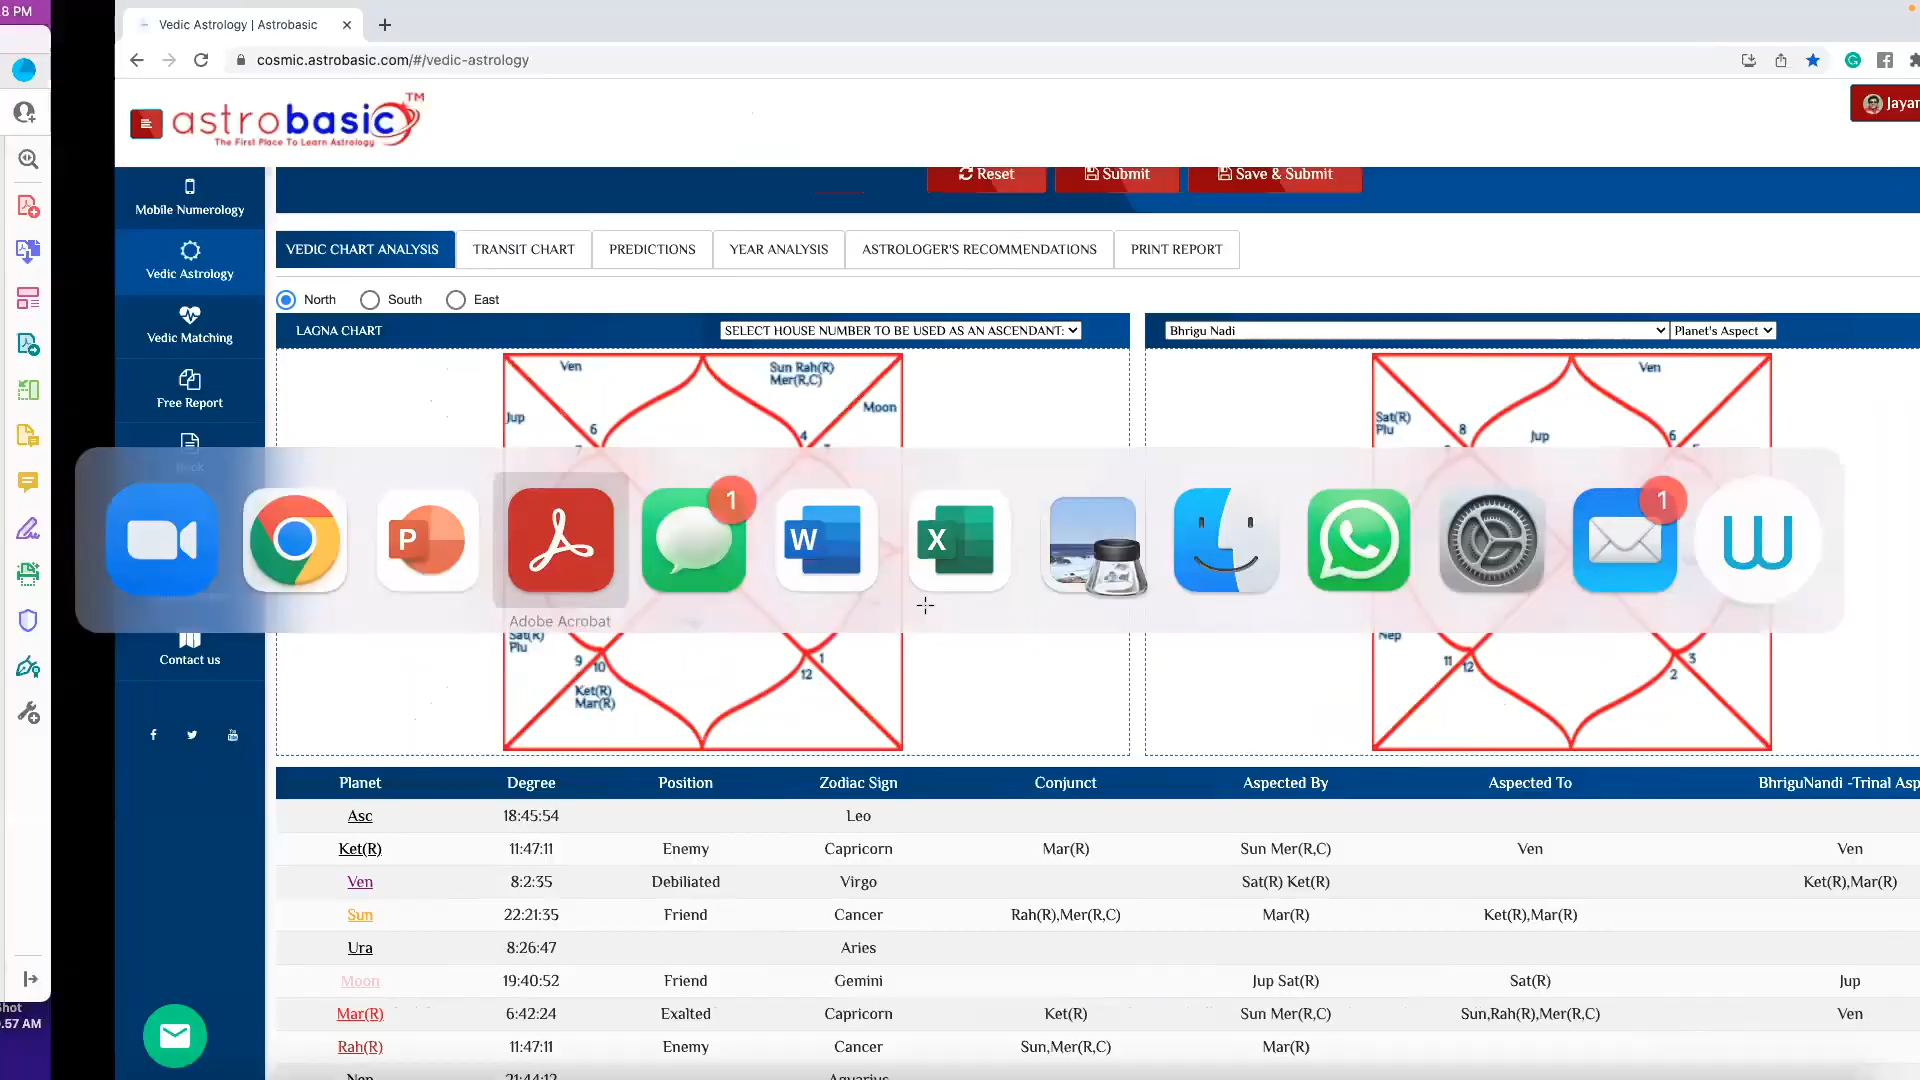 8 PM
Vedic Astrology | Astrobasic
cosmic.astrobasic.com/#/vedic-astrology
astrobasic TM
The First Place To Learn Astrology
Jayan
Mobile Numerology
Vedic Astrology
Vedic Matching
Free Report
Contact us
Reset
Submit
Save & Submit
VEDIC CHART ANALYSIS
TRANSIT CHART
PREDICTIONS
YEAR ANALYSIS
ASTROLOGER'S RECOMMENDATIONS
PRINT REPORT
North
South
East
LAGNA CHART
SELECT HOUSE NUMBER TO BE USED AS AN ASCENDANT:
Bhrigu Nadi
Planet's Aspect
Ven
Sun Rah(R)
Mer(R,C)
Jup
Moon
6
4
Ven
Sat(R)
Plu
8
Jup
6
P
1
W
X
1
W
Adobe Acrobat
Sat(R)
Plu
9
10
1
12
Ket(R)
Mar(R)
Nep
11
12
3
2
Planet Degree Position Zodiac Sign Conjunct Aspected By Aspected To BhriguNandi -Trinal Asp
Asc 18:45:54 Leo
Ket(R) 11:47:11 Enemy Capricorn Mar(R) Sun Mer(R,C) Ven Ven
Ven 8:2:35 Debiliated Virgo Sat(R) Ket(R) Ket(R),Mar(R)
Sun 22:21:35 Friend Cancer Rah(R),Mer(R,C) Mar(R) Ket(R),Mar(R)
Ura 8:26:47 Aries
Moon 19:40:52 Friend Gemini Jup Sat(R) Sat(R) Jup
Mar(R) 6:42:24 Exalted Capricorn Ket(R) Sun Mer(R,C) Sun,Rah(R),Mer(R,C) Ven
Rah(R) 11:47:11 Enemy Cancer Sun,Mer(R,C) Mar(R)
Nep 21:44:12 Aquarius
Shot
.57 AM